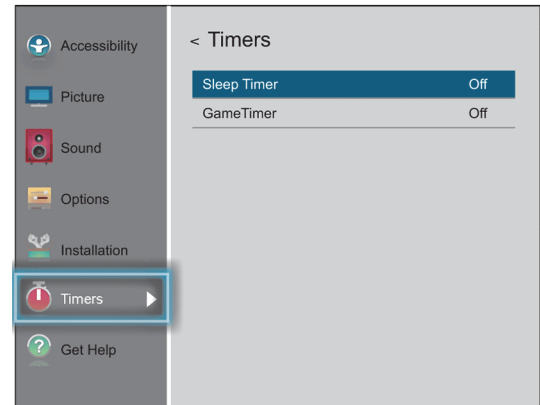 Accessibility
Picture
Sound
Options
Installation
Timers
Get Help
< Timers
Sleep Timer Off
GameTimer Off